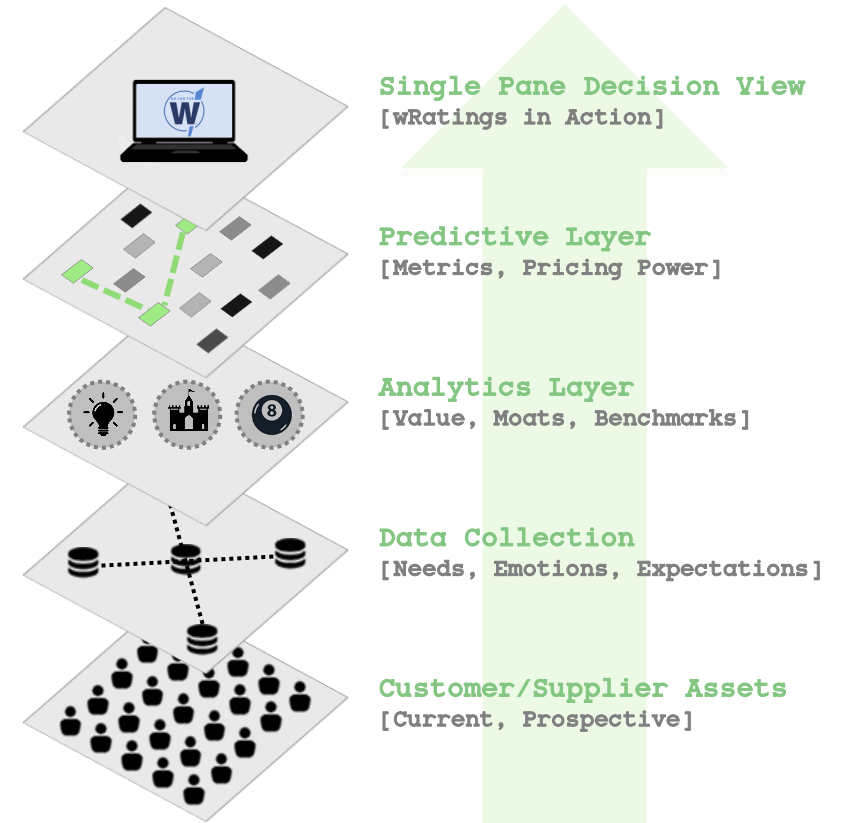 W
Single Pane Decision View
[wRatings in Action]
Predictive Layer
[Metrics, Pricing Power]
8
Analytics Layer
[Value, Moats, Benchmarks]
Data Collection
[Needs, Emotions, Expectations]
Customer/Supplier Assets
[Current, Prospective]